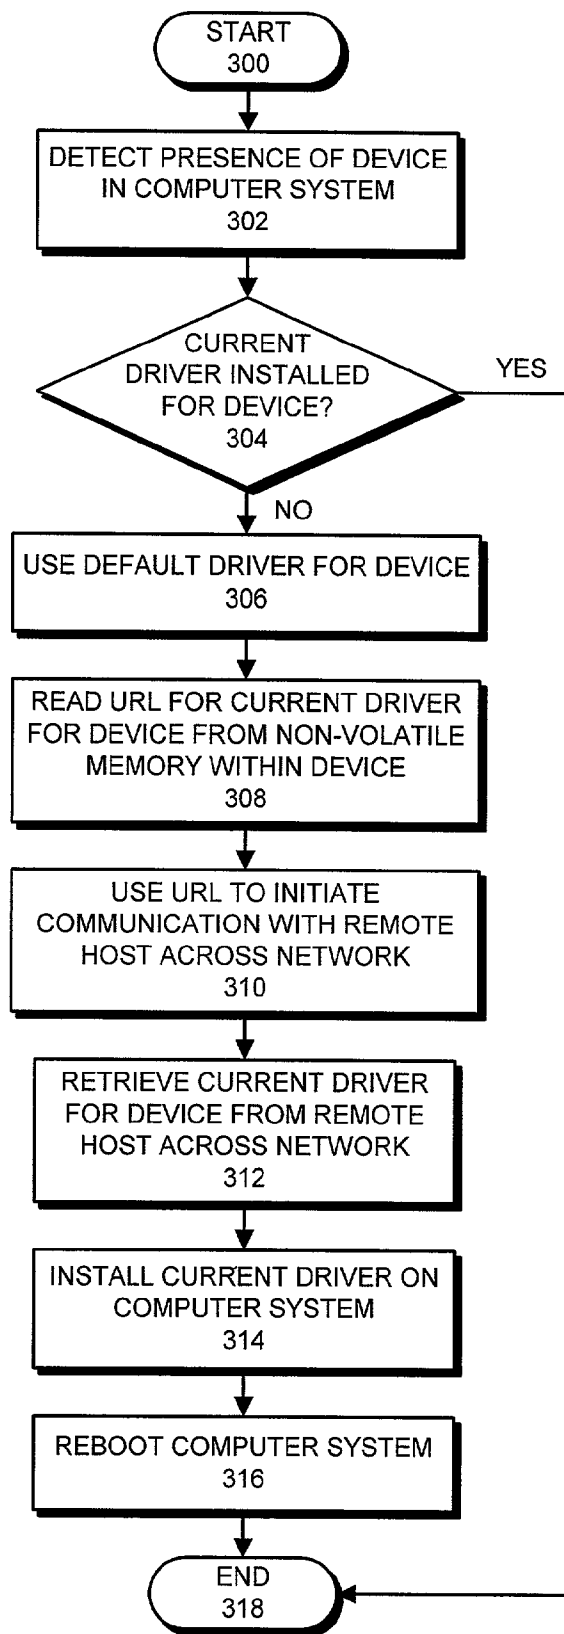 START
300
DETECT PRESENCE OF DEVICE
IN COMPUTER SYSTEM
302
CURRENT
DRIVER INSTALLED
FOR DEVICE?
304
YES
NO
USE DEFAULT DRIVER FOR DEVICE
306
READ URL FOR CURRENT DRIVER
FOR DEVICE FROM NON-VOLATILE
MEMORY WITHIN DEVICE
308
USE URL TO INITIATE
COMMUNICATION WITH REMOTE
HOST ACROSS NETWORK
310
RETRIEVE CURRENT DRIVER
FOR DEVICE FROM REMOTE
HOST ACROSS NETWORK
312
INSTALL CURRENT DRIVER ON
COMPUTER SYSTEM
314
REBOOT COMPUTER SYSTEM
316
END
318